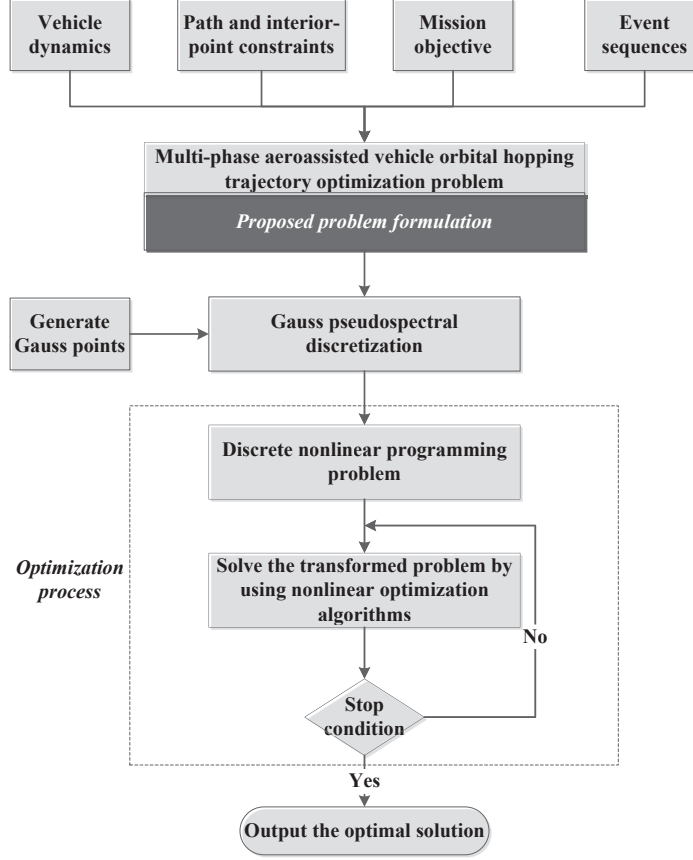 Vehicle
dynamics
Path and interior-
point constraints
Mission
objective
Event
sequences
Multi-phase aeroassisted vehicle orbital hopping
trajectory optimization problem
Proposed problem formulation
Generate
Gauss points
Gauss pseudospectral
discretization
Discrete nonlinear programming
problem
Optimization
process
Solve the transformed problem by
using nonlinear optimization
algorithms
No
Stop
condition
Yes
Output the optimal solution